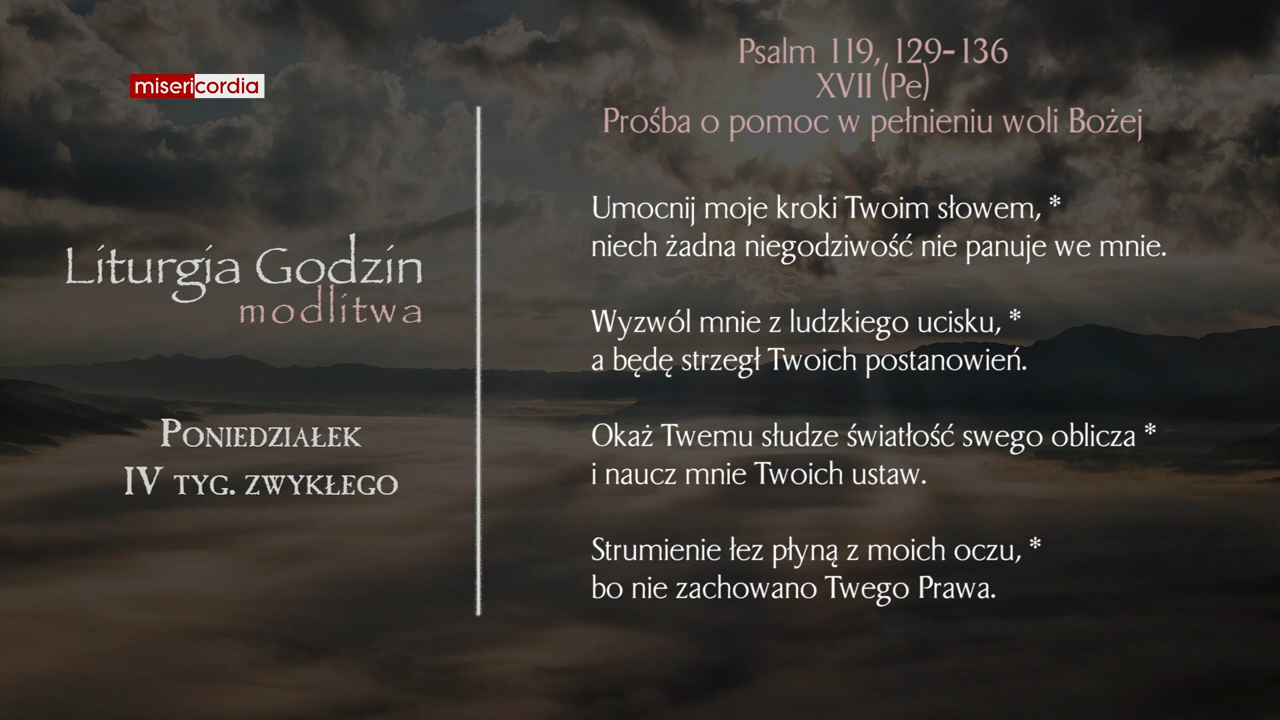 misericordia
Liturgia Godzin
modlitwa
Poniedziałek
IV tyg. zwykłego
Psalm 119, 129-136
XVII (Pe)
Prośba o pomoc w pełnieniu woli Bożej
Umocnij moje kroki Twoim słowem, *
niech żadna niegodziwość nie panuje we mnie.
Wyzwól mnie z ludzkiego ucisku, *
a będę strzegł Twoich postanowień.
Okaż Twemu słudze światłość swego oblicza *
i naucz mnie Twoich ustaw.
Strumienie łez płyną z moich oczu, *
bo nie zachowano Twego Prawa.